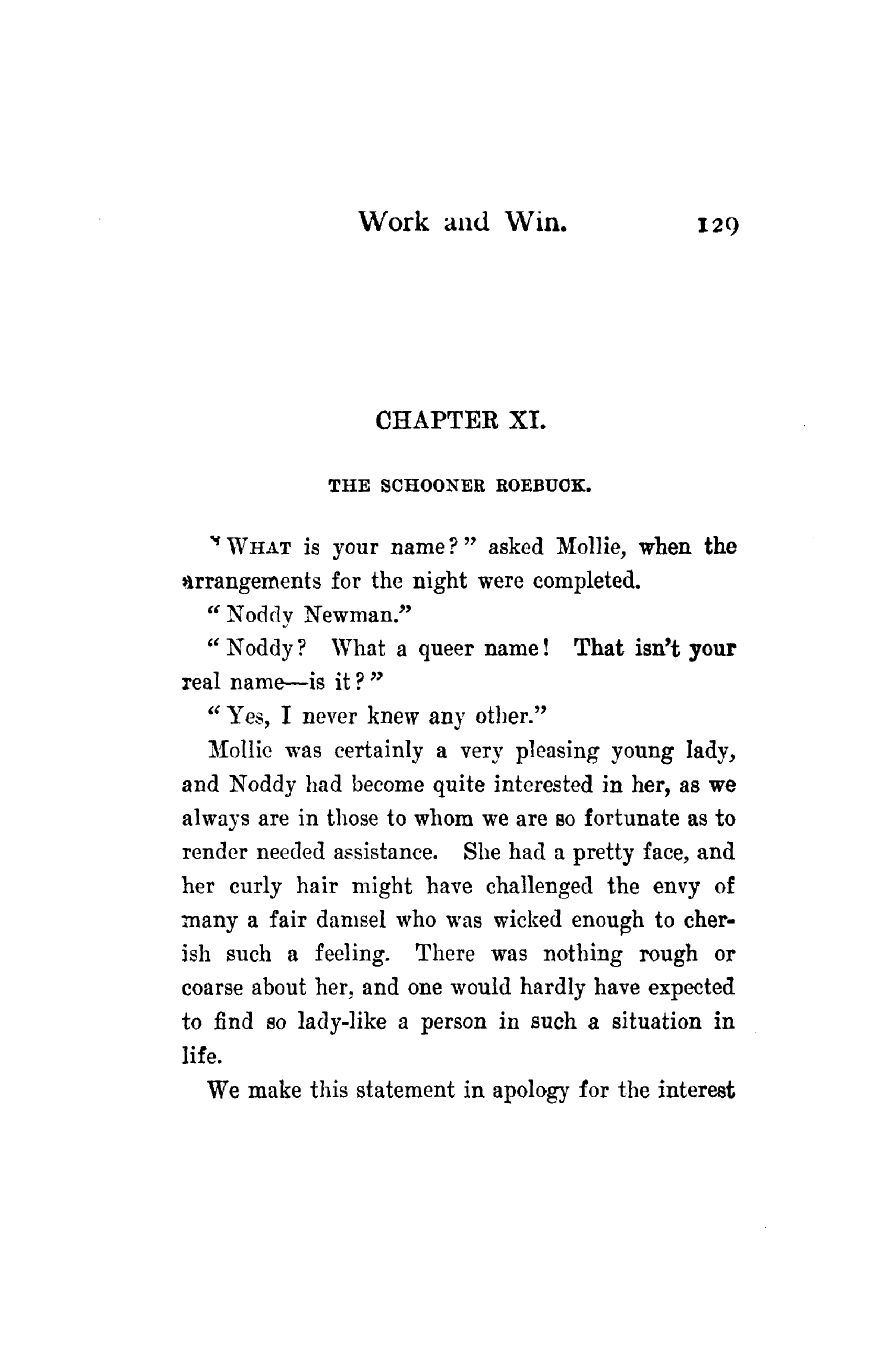 Work and Win. 129
CHAPTER XI.
THE SCHOONER ROEBUCK.
“WHAT is your name?” asked Mollie, when the
arrangements for the night were completed.
“Noddy Newman.”
“Noddy? What a queer name! That isn’t your
real name—is it?”
“Yes, I never knew any other.”
Mollie was certainly a very pleasing young lady,
and Noddy had become quite interested in her, as we
always are in those to whom we are so fortunate as to
render needed assistance. She had a pretty face, and
her curly hair might have challenged the envy of
many a fair damsel who was wicked enough to cher-
ish such a feeling. There was nothing rough or
coarse about her, and one would hardly have expected
to find so lady-like a person in such a situation in
life.
We make this statement in apology for the interest